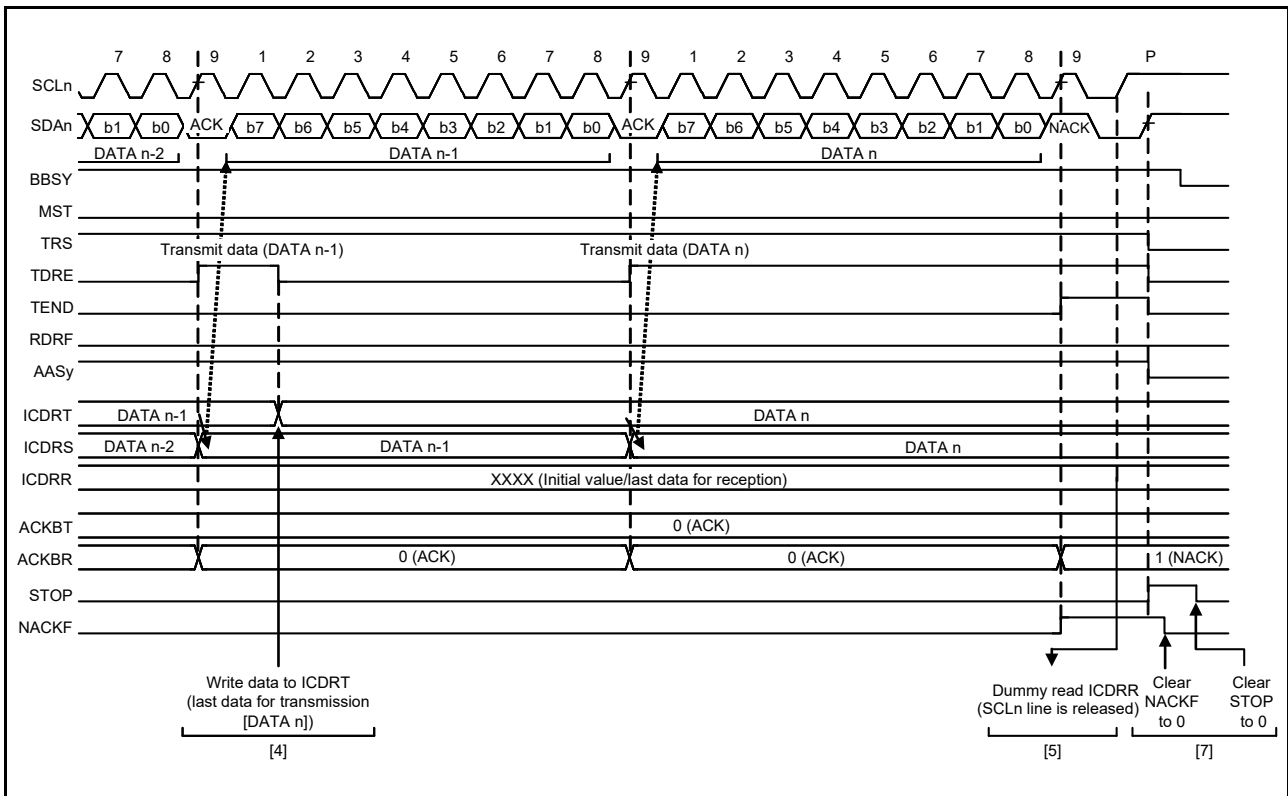 7 8 9 1 2 3 4 5 6 7 8 9 1 2 3 4 5 6 7 8 9 P
SCLn
SDAn b1 b0 ACK b7 b6 b5 b4 b3 b2 b1 b0 ACK b7 b6 b5 b4 b3 b2 b1 b0 NACK
DATA n-2 DATA n-1 DATA n
BBSY
MST
TRS
Transmit data (DATA n-1) Transmit data (DATA n)
TDRE
TEND
RDRF
AASy
ICDRT DATA n-1 DATA n
ICDRS DATA n-2 DATA n-1 DATA n
ICDRR XXXX (Initial value/last data for reception)
ACKBT 0 (ACK)
ACKBR 0 (ACK) 0 (ACK) 1 (NACK)
STOP
NACKF
Write data to ICDRT
(last data for transmission
[DATA n])
[4]
Dummy read ICDRR
(SCLn line is released)
[5]
Clear
NACKF
to 0
Clear
STOP
to 0
[7]